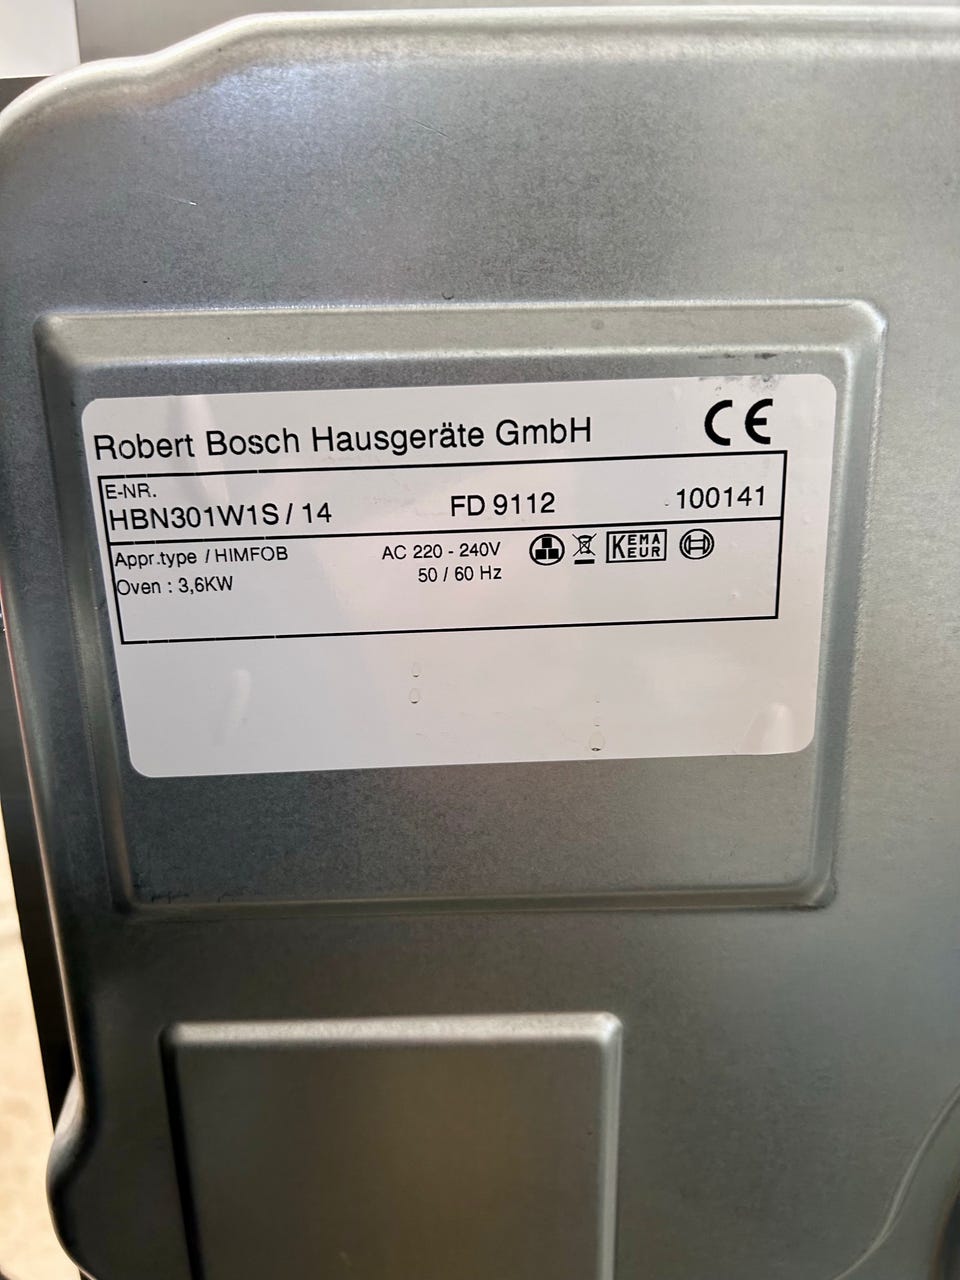 Robert Bosch Hausgeräte GmbH CE
E-NR.
HBN301W1S / 14 FD 9112 100141
Appr.type / HIMFOB AC 220 - 240V KEMA EUR
Oven : 3,6KW 50 / 60 Hz